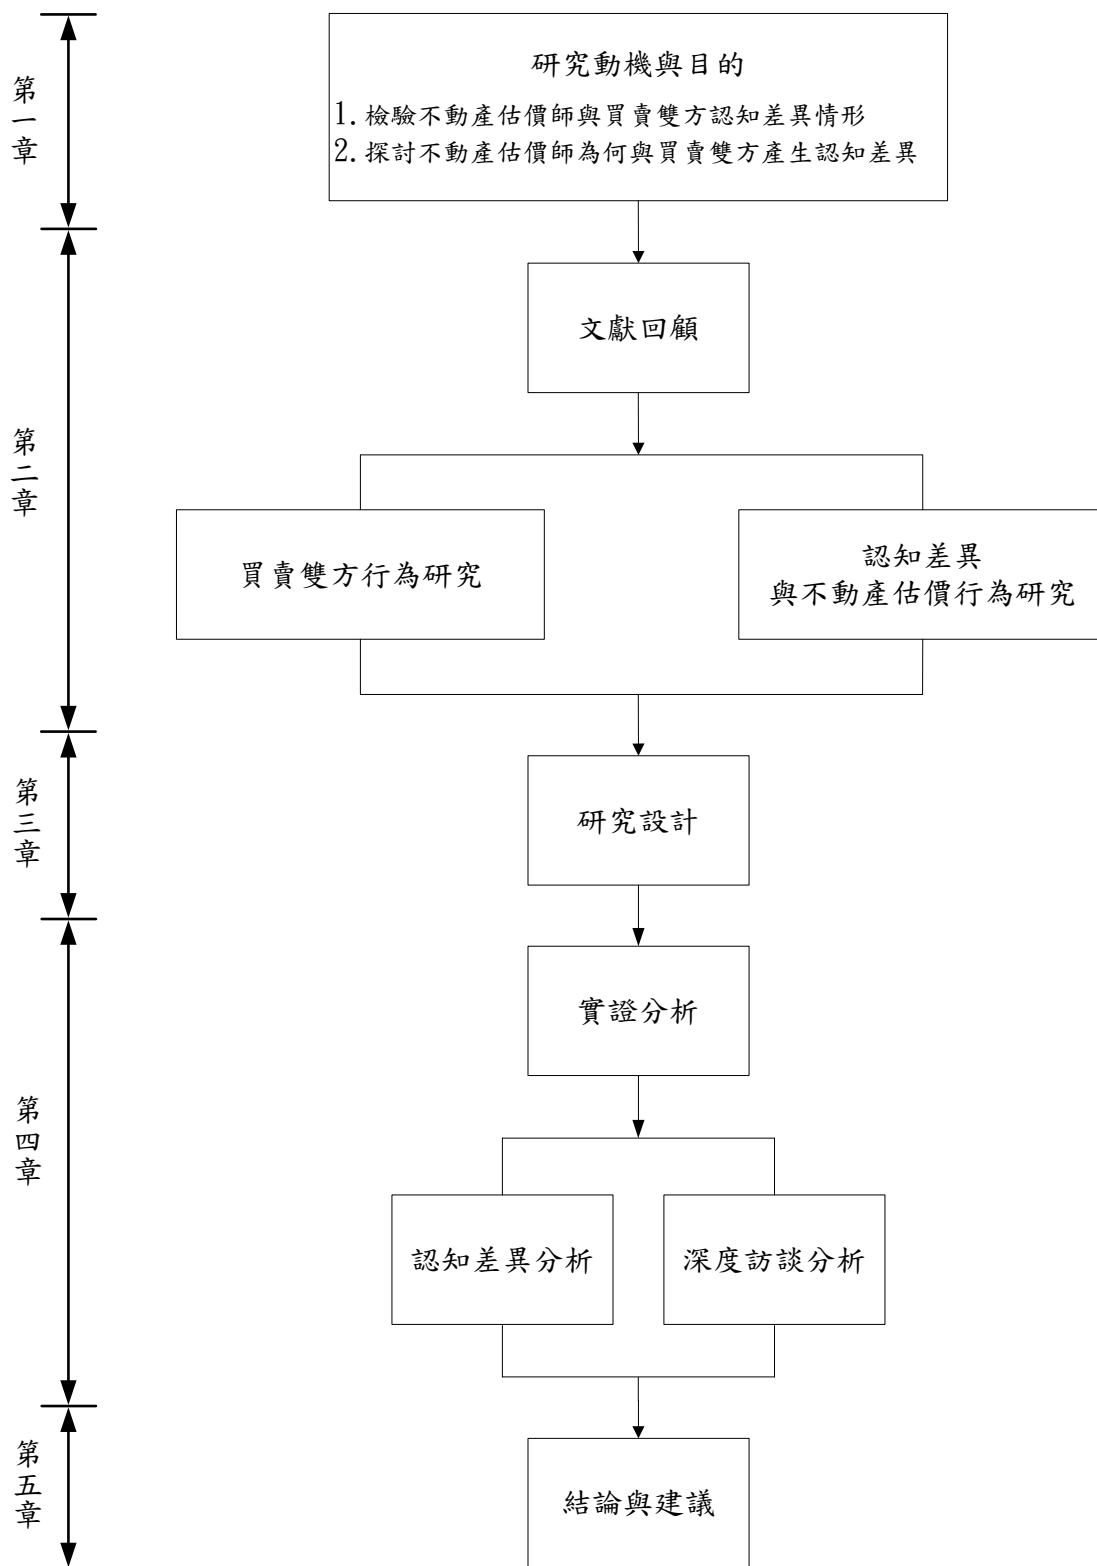 第一章
研究動機與目的
1. 檢驗不動產估價師與買賣雙方認知差異情形
2. 探討不動產估價師為何與買賣雙方產生認知差異
第二章
文獻回顧
買賣雙方行為研究
認知差異
與不動產估價行為研究
第三章
研究設計
第四章
實證分析
認知差異分析
深度訪談分析
第五章
結論與建議